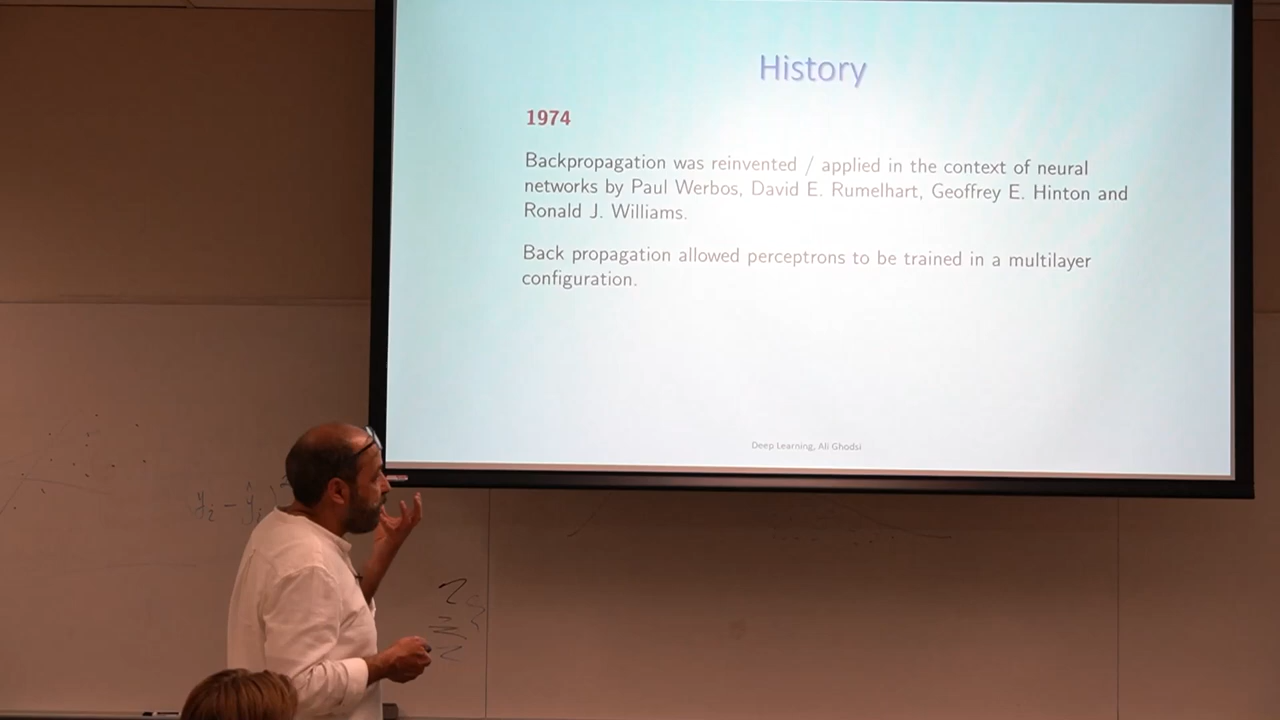 History
1974
Backpropagation was reinvented / applied in the context of neural
networks by Paul Werbos, David E. Rumelhart, Geoffrey E. Hinton and
Ronald J. Williams.
Back propagation allowed perceptrons to be trained in a multilayer
configuration.
Deep Learning, Ali Ghodsi